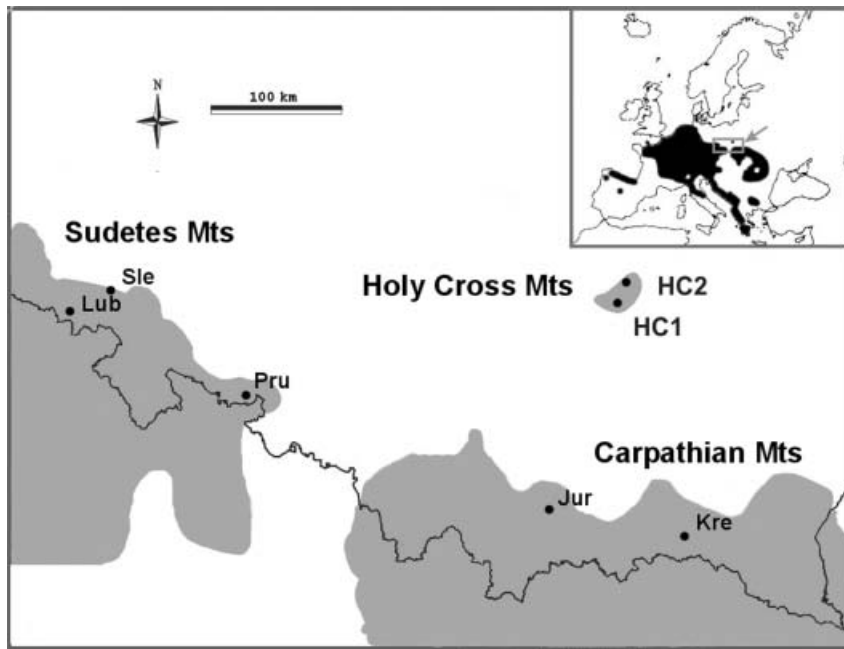 N
100 km
Sudetes Mts
Sle
Lub
Holy Cross Mts
HC2
HC1
Pru
Carpathian Mts
Jur
Kre